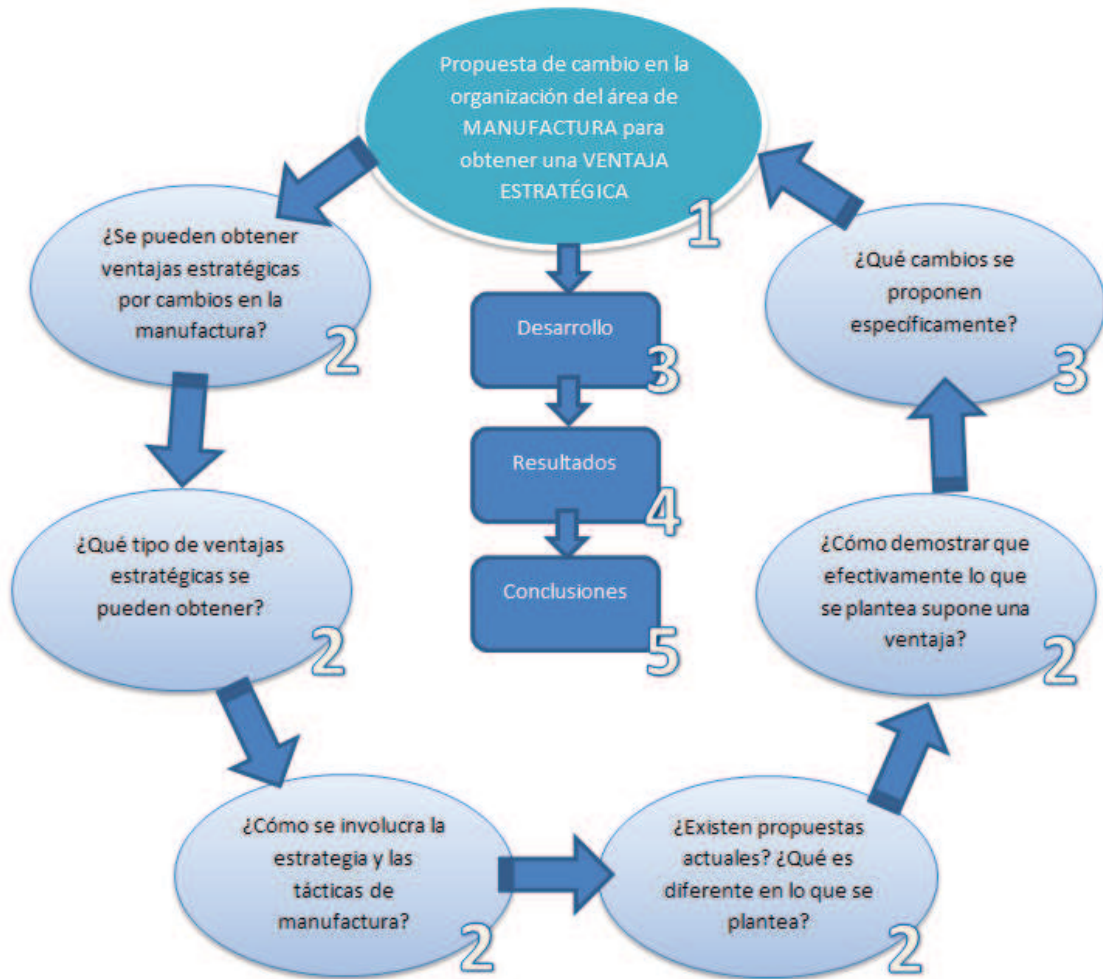 Propuesta de cambio en la
organización del área de
MANUFACTURA para
obtener una VENTAJA
ESTRATÉGICA
1
¿Se pueden obtener
ventajas estratégicas
por cambios en la
manufactura?
2
¿Qué tipo de ventajas
estratégicas se
pueden obtener?
2
¿Cómo se involucra la
estrategia y las
tácticas de
manufactura?
2
¿Existen propuestas
actuales? ¿Qué es
diferente en lo que se
plantea?
2
¿Cómo demostrar que
efectivamente lo que
se plantea supone una
ventaja?
2
¿Qué cambios se
proponen
específicamente?
3
Desarrollo
3
Resultados
4
Conclusiones
5